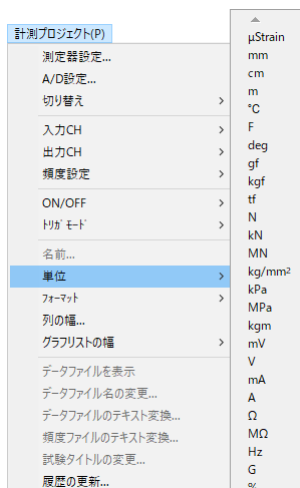 計測プロジェクト(P)
測定器設定...
A/D設定...
切り替え
入力CH
出力CH
頻度設定
ON/OFF
ﾄﾘｶﾞ ﾓｰﾄﾞ
名前...
単位
ﾌｫｰﾏｯﾄ
列の幅...
グラフリストの幅
データファイルを表示
データファイル名の変更...
データファイルのテキスト変換...
頻度ファイルのテキスト変換...
試験タイトルの変更...
履歴の更新...
μStrain
mm
cm
m
℃
F
deg
gf
kgf
tf
N
kN
MN
kg/mm²
kPa
MPa
kgm
mV
V
mA
A
Ω
MΩ
Hz
G
%